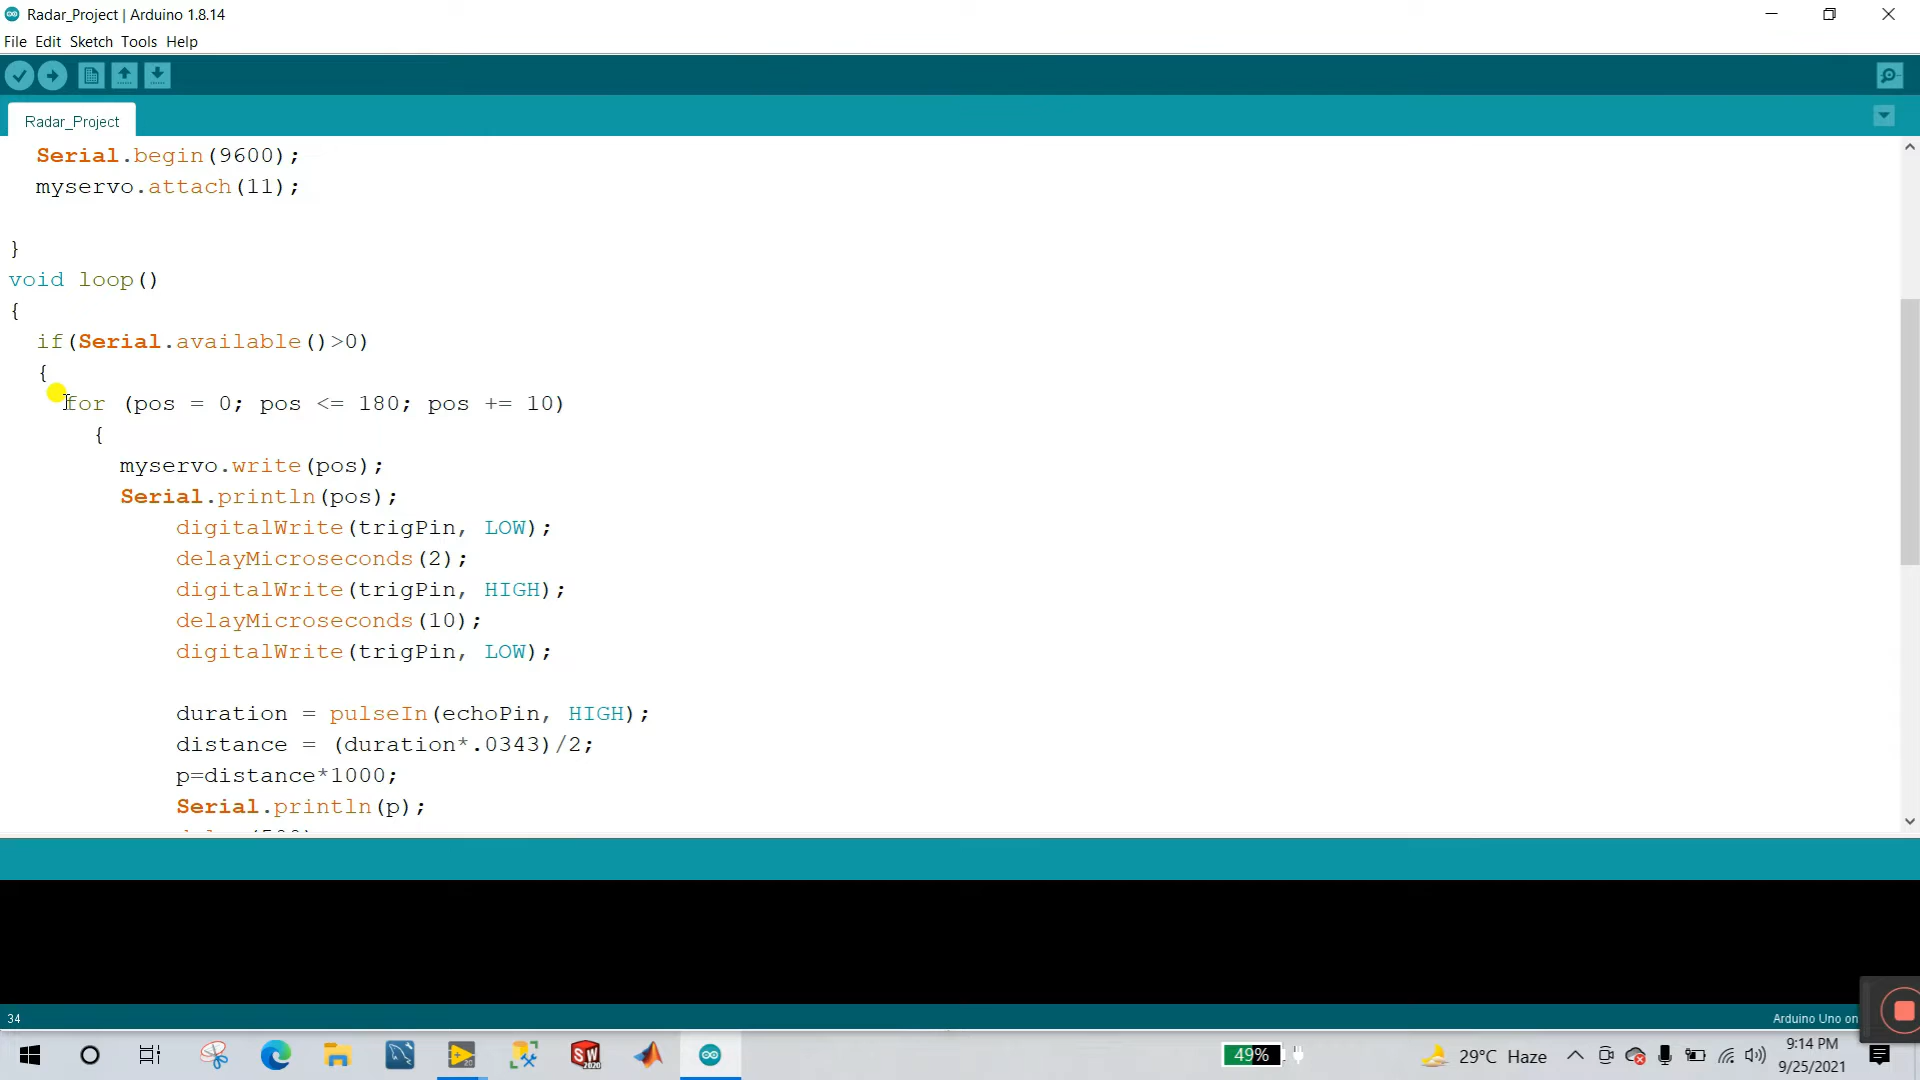 Radar_Project | Arduino 1.8.14
File Edit Sketch Tools Help
Radar_Project
Serial.begin(9600);
myservo.attach(11);
}
void loop()
{
if(Serial.available()>0)
{
for (pos = 0; pos <= 180; pos += 10)
{
myservo.write(pos);
Serial.println(pos);
digitalWrite(trigPin, LOW);
delayMicroseconds(2);
digitalWrite(trigPin, HIGH);
delayMicroseconds(10);
digitalWrite(trigPin, LOW);
duration = pulseIn(echoPin, HIGH);
distance = (duration*.0343)/2;
p=distance*1000;
Serial.println(p);
34
Arduino Uno on
49%
29°C Haze
9:14 PM
9/25/2021